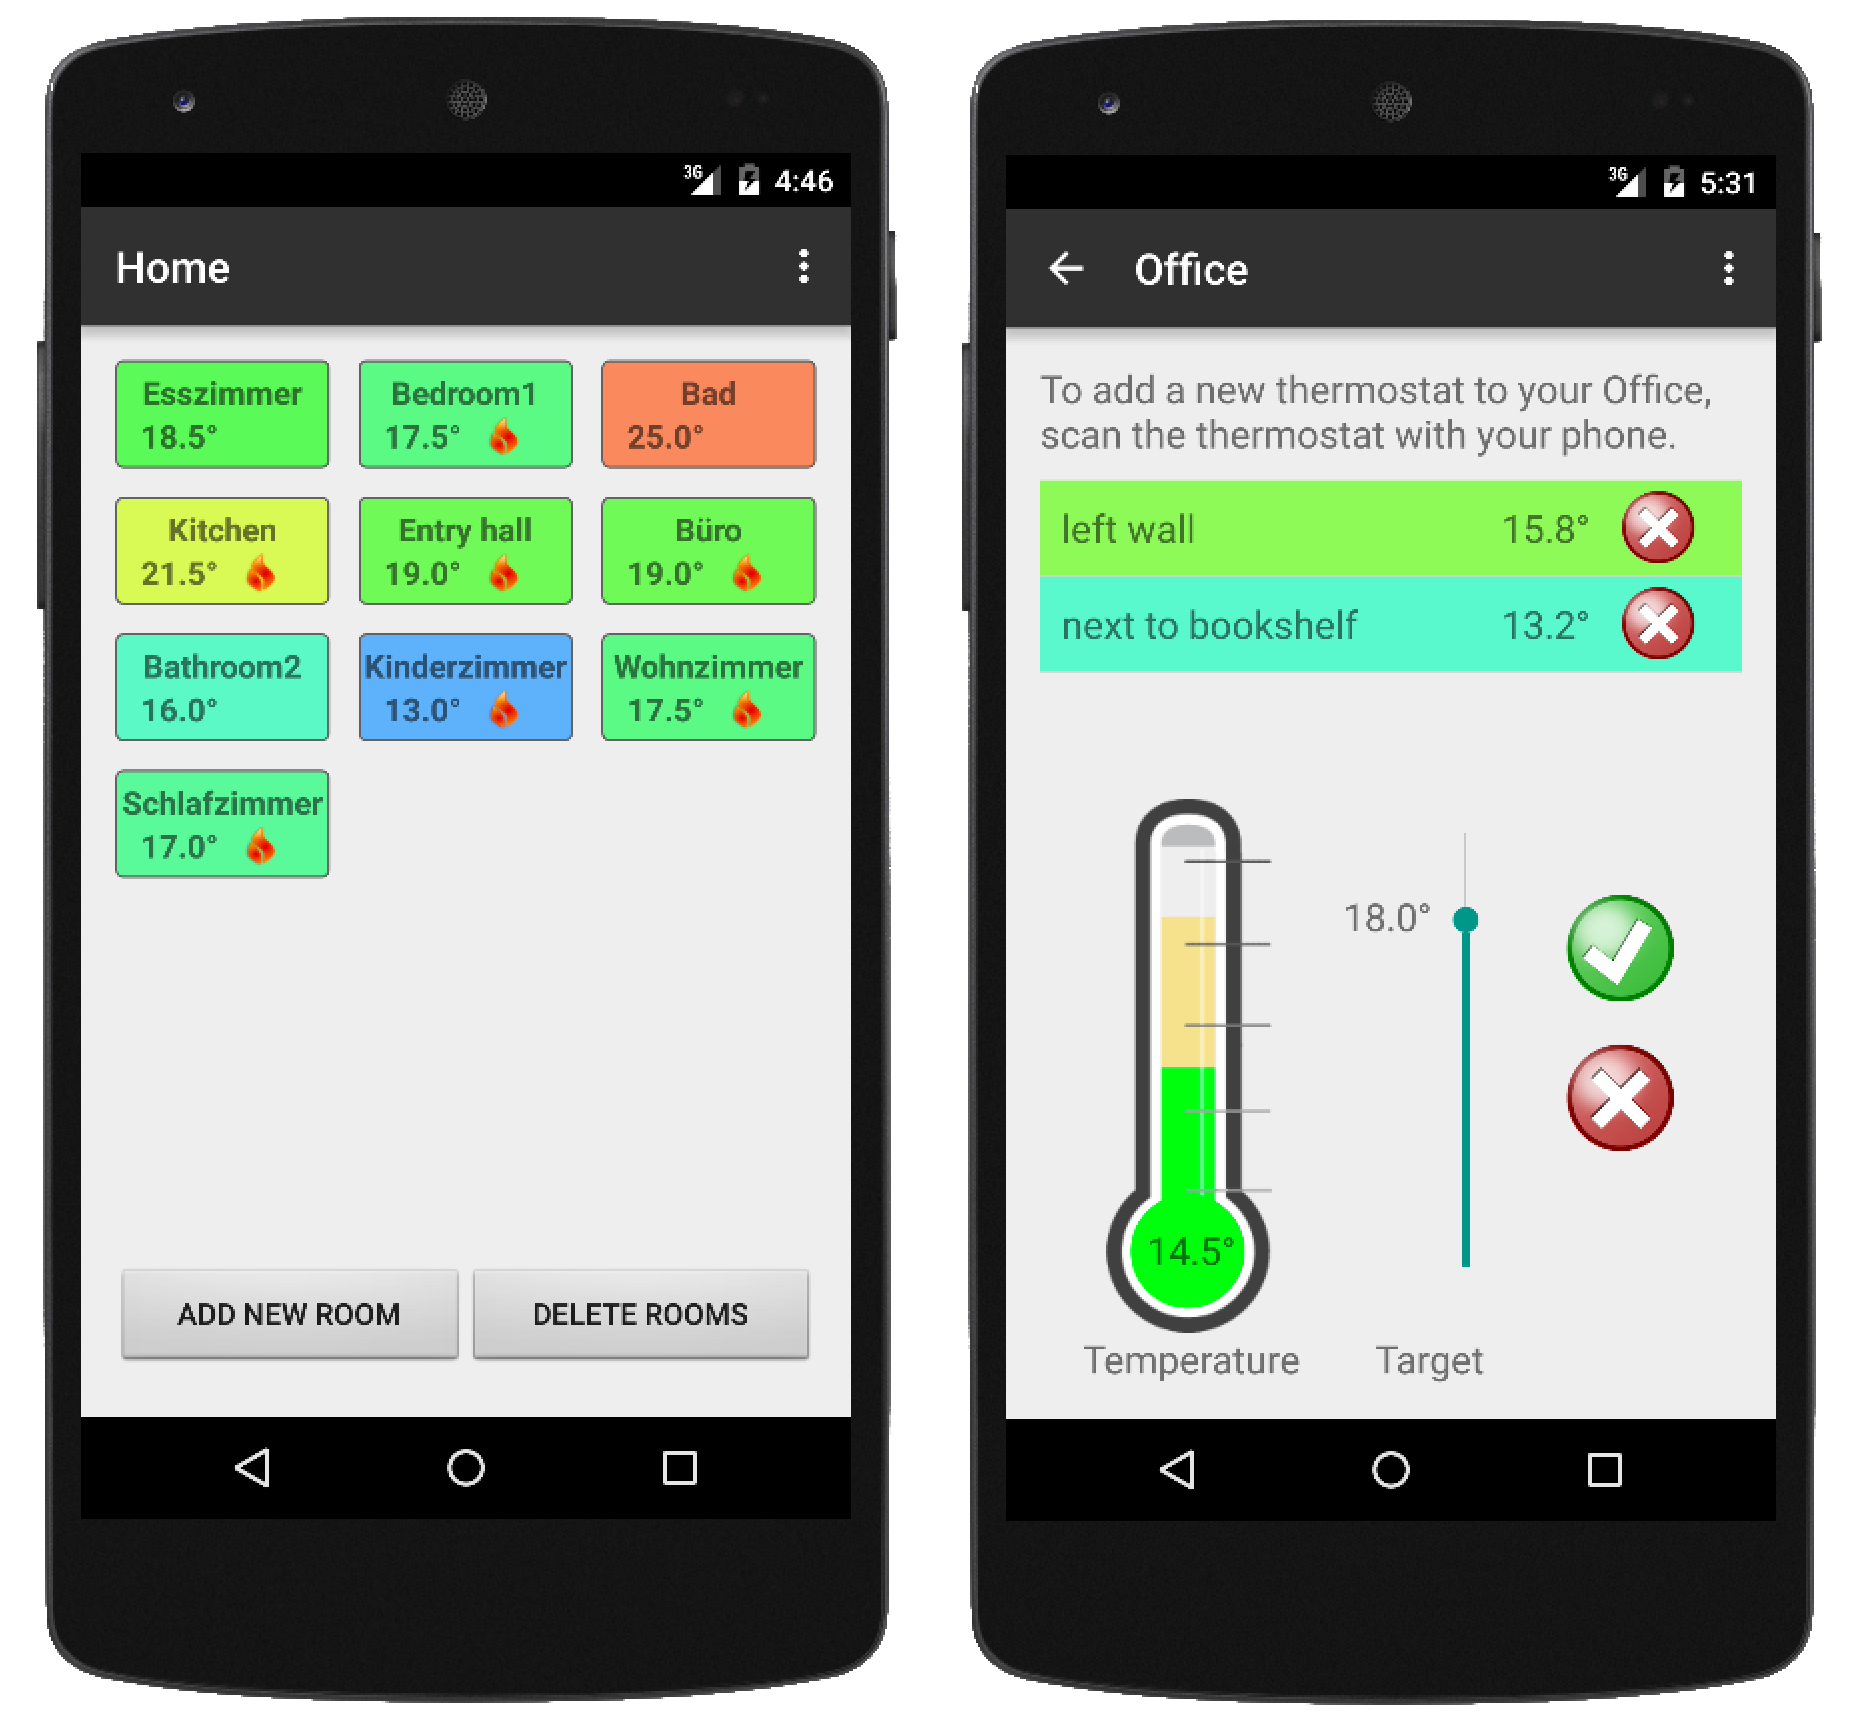 3G 4:46
Home
Esszimmer Bedroom1 Bad
18.5° 17.5° 25.0°
Kitchen Entry hall Büro
21.5° 19.0° 19.0°
Bathroom2 Kinderzimmer Wohnzimmer
16.0° 13.0° 17.5°
Schlafzimmer
17.0°
ADD NEW ROOM DELETE ROOMS
3G 5:31
Office
To add a new thermostat to your Office,
scan the thermostat with your phone.
left wall 15.8°
next to bookshelf 13.2°
18.0°
14.5°
Temperature Target